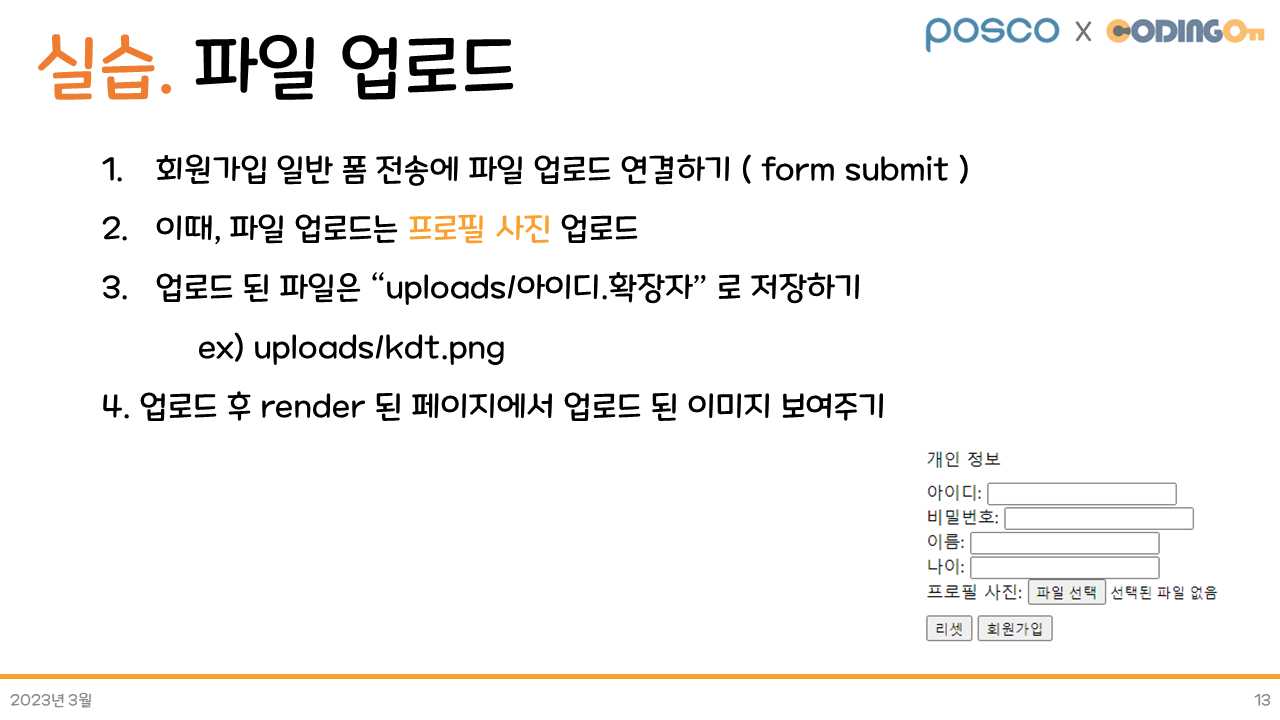 실습. 파일 업로드
posco x CODINGOn
1. 회원가입 일반 폼 전송에 파일 업로드 연결하기 ( form submit )
2. 이때, 파일 업로드는 프로필 사진 업로드
3. 업로드 된 파일은 “uploads/아이디.확장자” 로 저장하기
ex) uploads/kdt.png
4. 업로드 후 render 된 페이지에서 업로드 된 이미지 보여주기
개인 정보
아이디:
비밀번호:
이름:
나이:
프로필 사진: 파일 선택 선택된 파일 없음
리셋 회원가입
2023년 3월
13